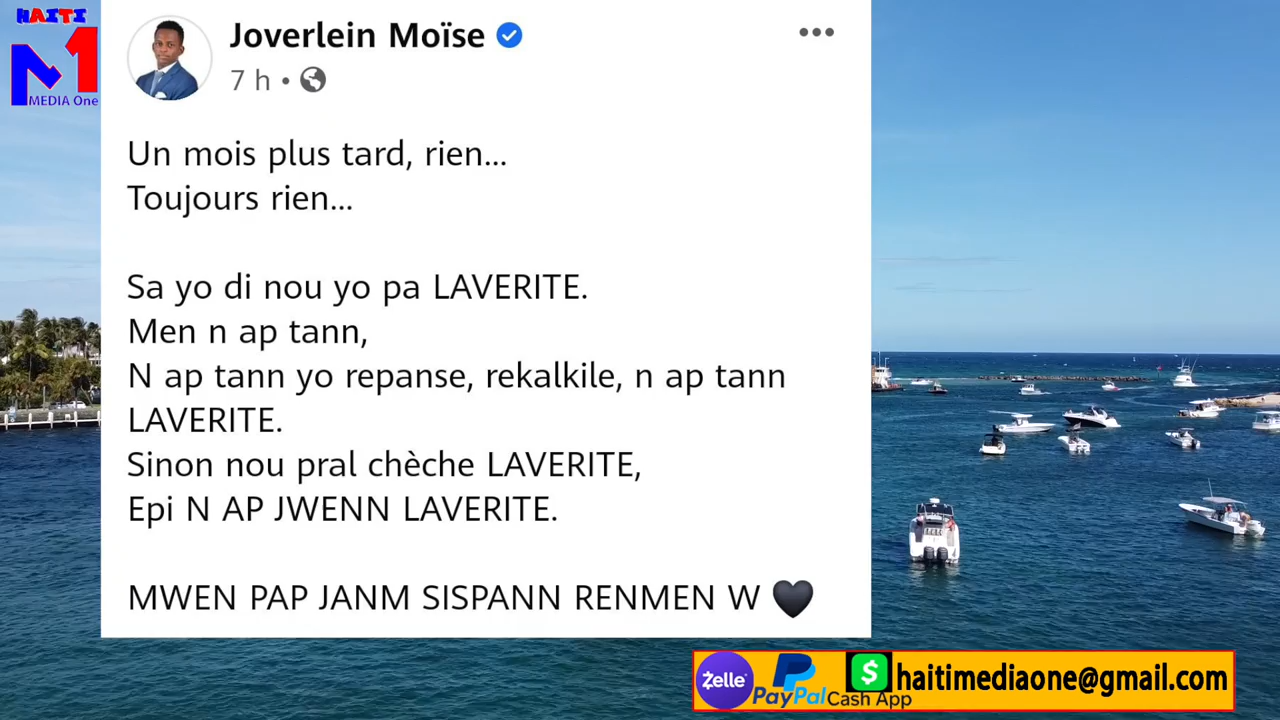 HAITI
M1
MEDIA One
Joverlein Moïse
7 h •
Un mois plus tard, rien...
Toujours rien...
Sa yo di nou yo pa LAVERITE.
Men n ap tann,
N ap tann yo repanse, rekalkile, n ap tann
LAVERITE.
Sinon nou pral chèche LAVERITE,
Epi N AP JWENN LAVERITE.
MWEN PAP JANM SISPANN RENMEN W 🖤
Zelle
PayPal
$
Cash App
haitimediaone@gmail.com